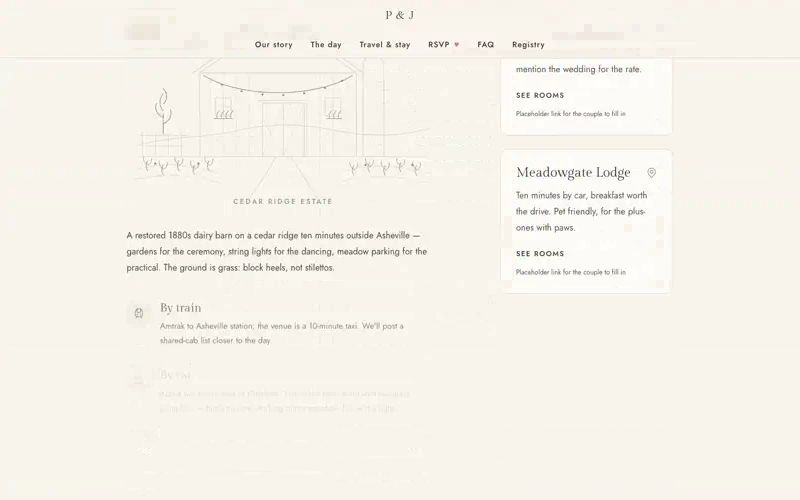 P & J
Our story The day Travel & stay RSVP ♥ FAQ Registry
CEDAR RIDGE ESTATE
A restored 1880s dairy barn on a cedar ridge ten minutes outside Asheville —
gardens for the ceremony, string lights for the dancing, meadow parking for the
practical. The ground is grass: block heels, not stilettos.
By train
Amtrak to Asheville station; the venue is a 10-minute taxi. We'll post a
shared-cab list closer to the day.
By car
mention the wedding for the rate.
SEE ROOMS
Placeholder link for the couple to fill in
Meadowgate Lodge
Ten minutes by car, breakfast worth
the drive. Pet friendly, for the plus-
ones with paws.
SEE ROOMS
Placeholder link for the couple to fill in